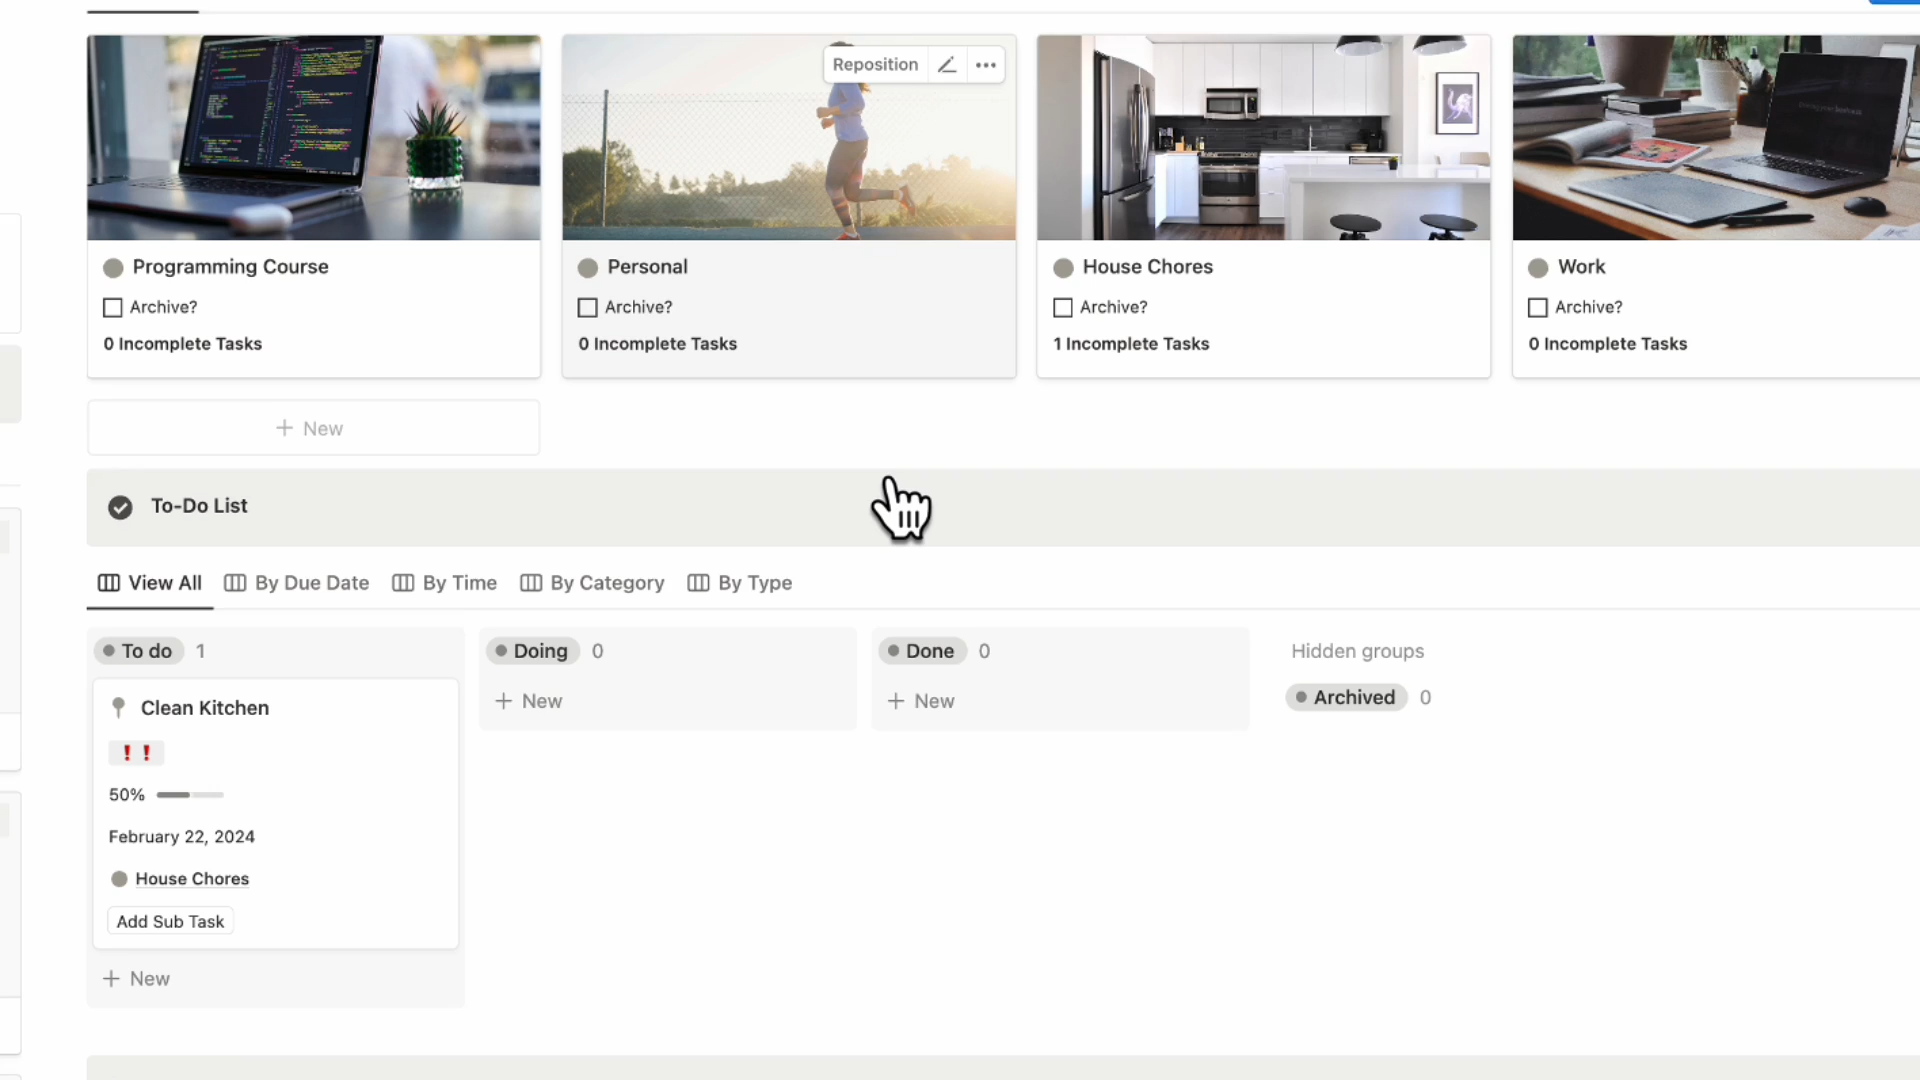 Reposition
Programming Course
Archive?
0 Incomplete Tasks
Personal
Archive?
0 Incomplete Tasks
House Chores
Archive?
1 Incomplete Tasks
Work
Archive?
0 Incomplete Tasks
+ New
To-Do List
View All
By Due Date
By Time
By Category
By Type
To do 1
Doing 0
Done 0
Hidden groups
Clean Kitchen
+ New
+ New
Archived 0
❗❗
50%
February 22, 2024
House Chores
Add Sub Task
+ New